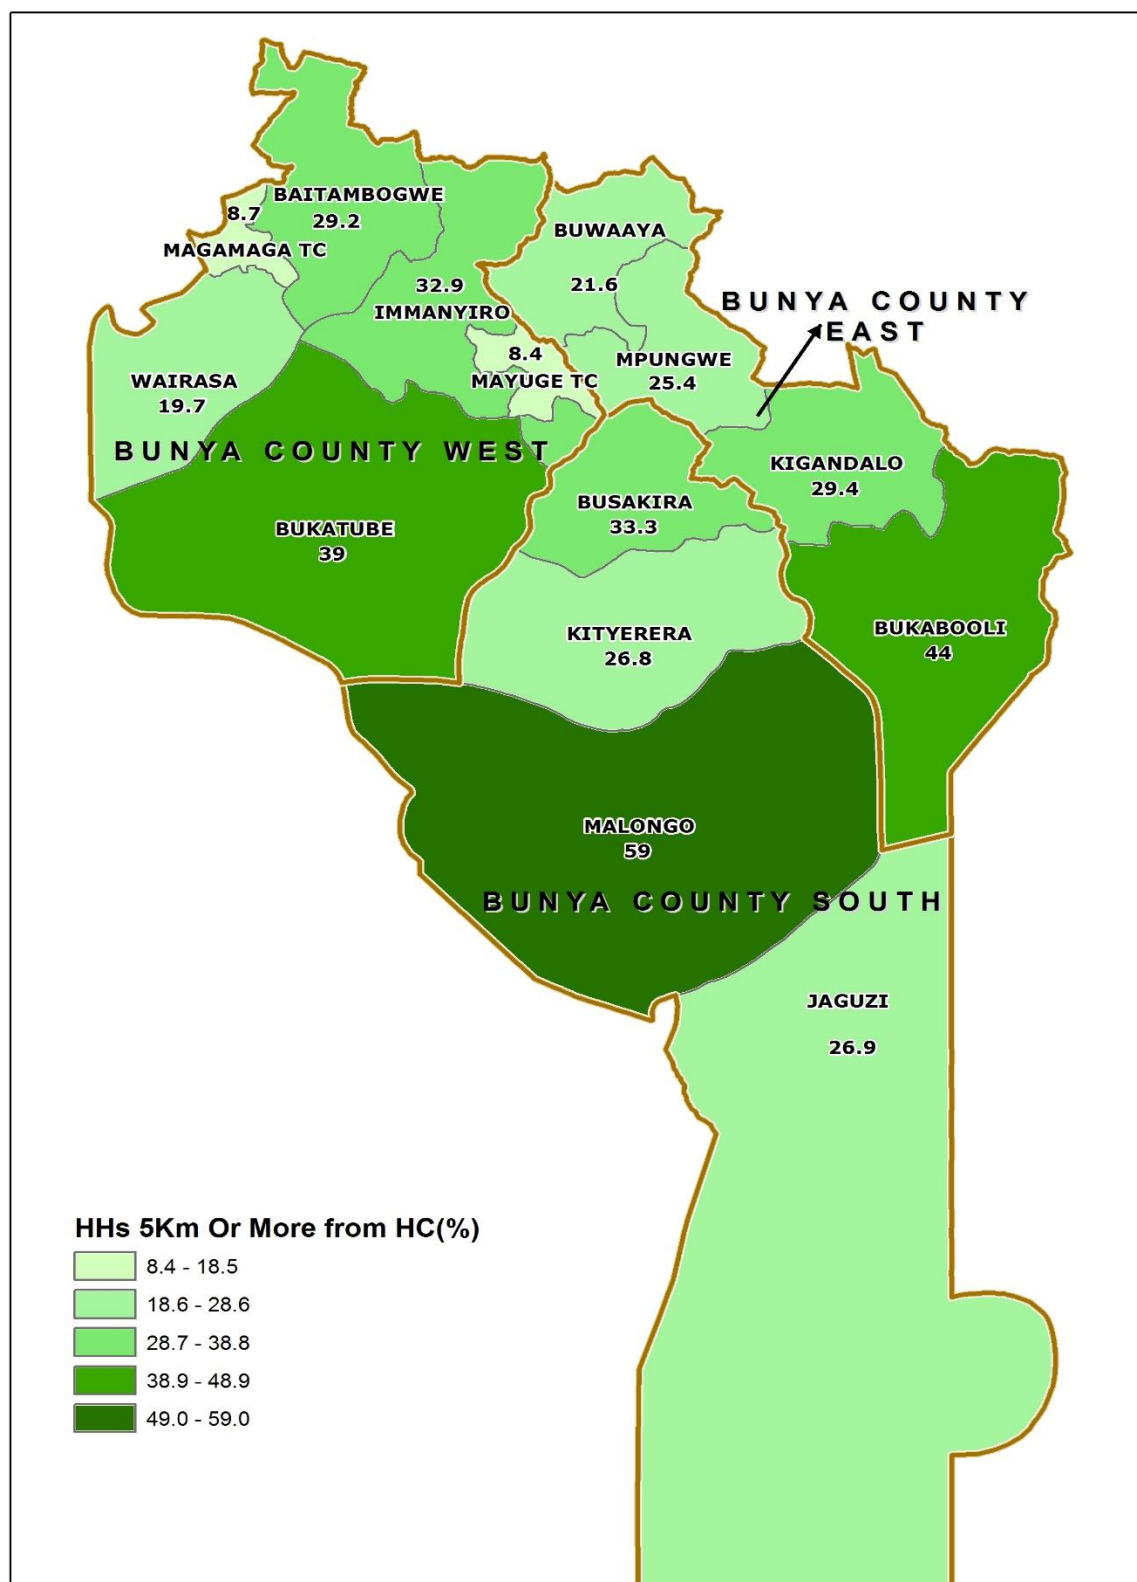 BAITAMBOGWE
29.2
8.7
MAGAMAGA TC
BUWAAYA
21.6
32.9
IMMANYIRO
BUNYA COUNTY
EAST
8.4
MAYUGE TC
MPUNGWE
25.4
WAIRASA
19.7
BUNYA COUNTY WEST
KIGANDALO
29.4
BUSAKIRA
33.3
BUKATUBE
39
KITYERERA
26.8
BUKABOOLI
44
MALONGO
59
BUNYA COUNTY SOUTH
JAGUZI
26.9
HHs 5Km Or More from HC(%)
8.4 - 18.5
18.6 - 28.6
28.7 - 38.8
38.9 - 48.9
49.0 - 59.0